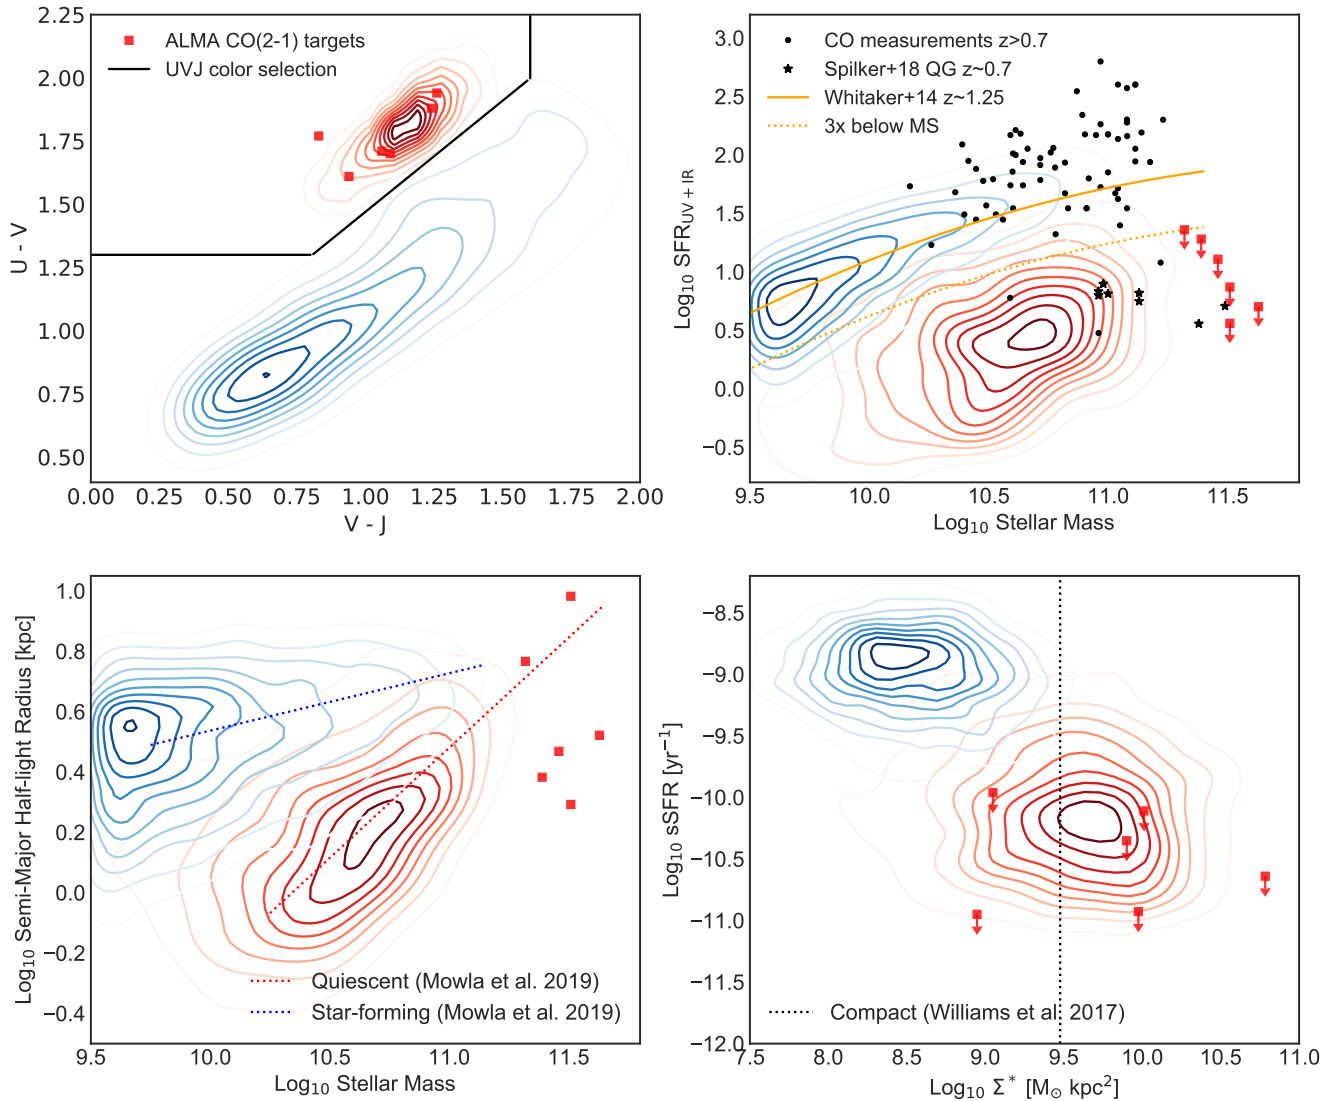 2.25
2.00
1.75
1.50
1.25
1.00
0.75
0.50
U - V
ALMA CO(2-1) targets
UVJ color selection
0.00 0.25 0.50 0.75 1.00 1.25 1.50 1.75 2.00
V - J
3.0
2.5
2.0
1.5
1.0
0.5
0.0
−0.5
Log₁₀ SFR_UV + IR
CO measurements z>0.7
Spilker+18 QG z~0.7
Whitaker+14 z~1.25
3x below MS
9.5 10.0 10.5 11.0 11.5
Log₁₀ Stellar Mass
1.0
0.8
0.6
0.4
0.2
0.0
−0.2
−0.4
Log₁₀ Semi-Major Half-light Radius [kpc]
Quiescent (Mowla et al. 2019)
Star-forming (Mowla et al. 2019)
9.5 10.0 10.5 11.0 11.5
Log₁₀ Stellar Mass
−8.5
−9.0
−9.5
−10.0
−10.5
−11.0
−11.5
−12.0
Log₁₀ sSFR [yr⁻¹]
Compact (Williams et al. 2017)
7.5 8.0 8.5 9.0 9.5 10.0 10.5 11.0
Log₁₀ Σ* [M⊙ kpc²]